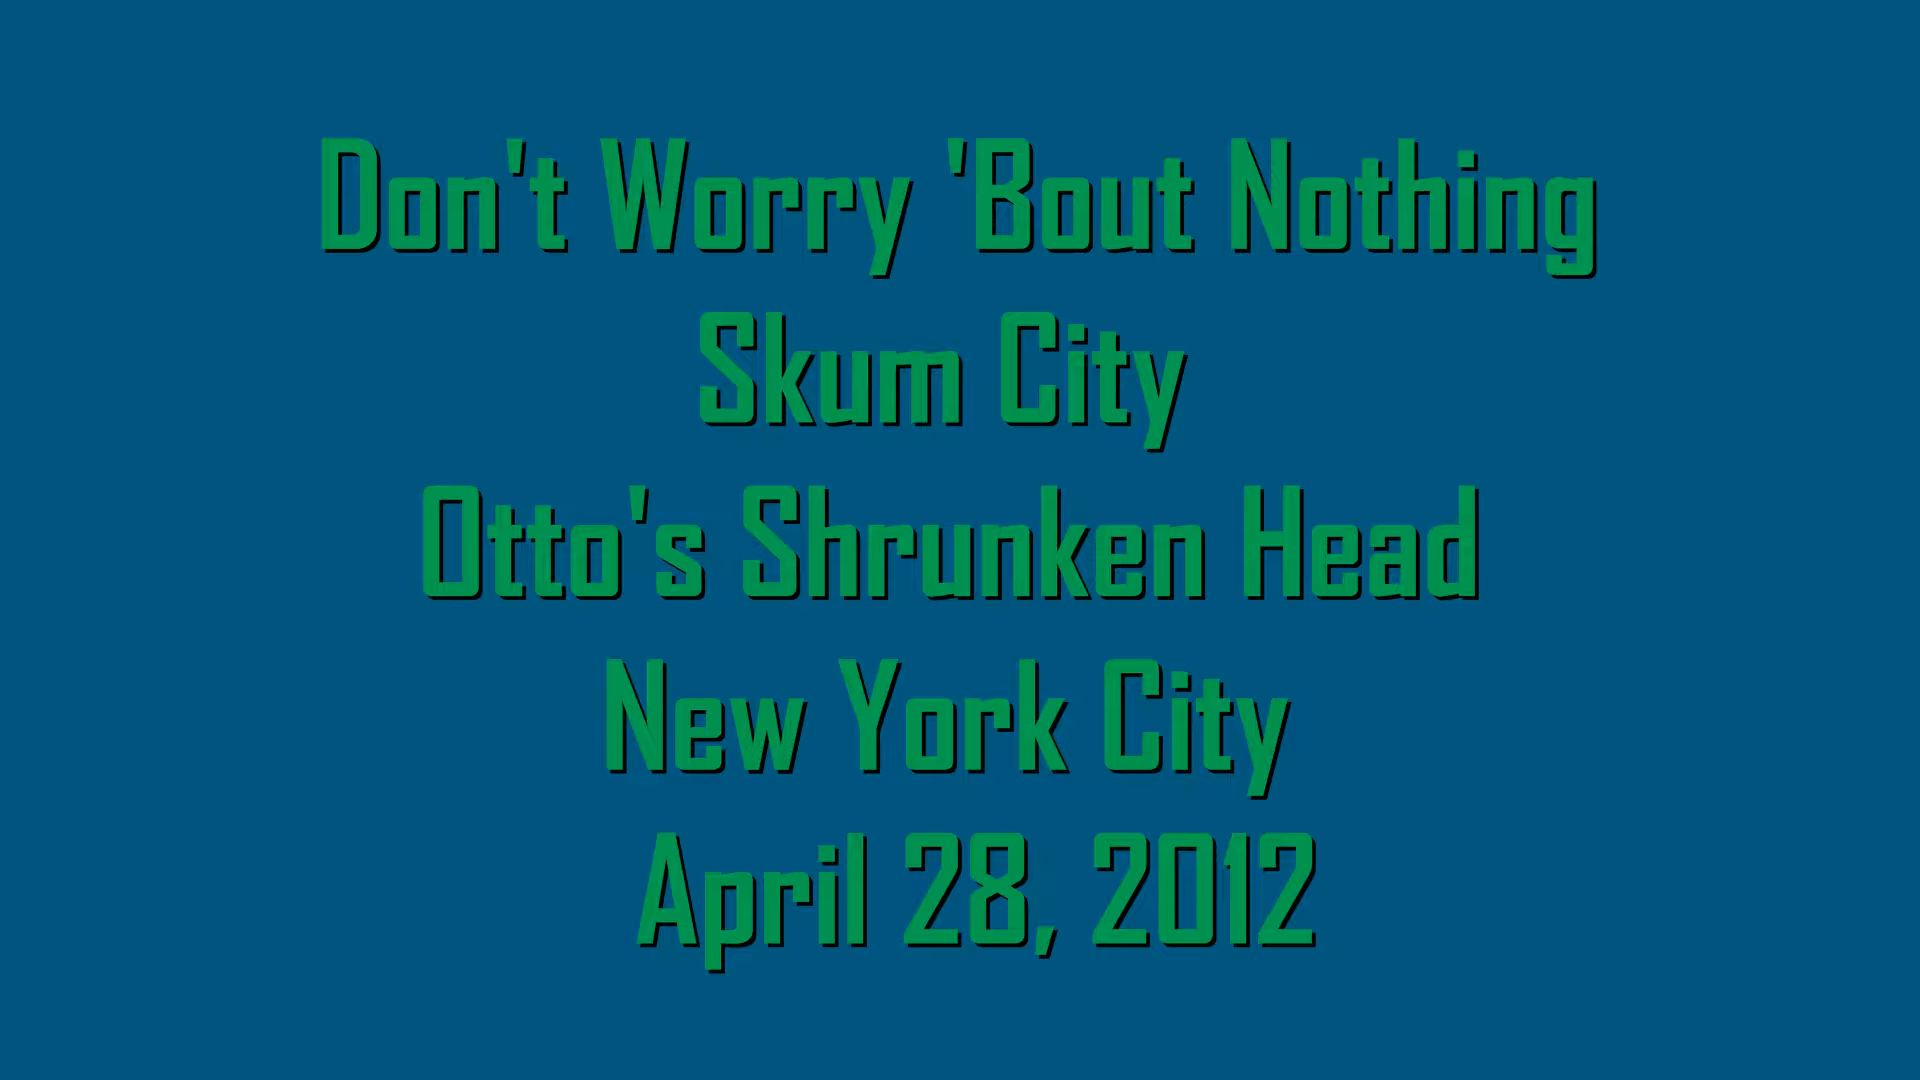 Don't Worry 'Bout Nothing
Skum City
Otto's Shrunken Head
New York City
April 28, 2012